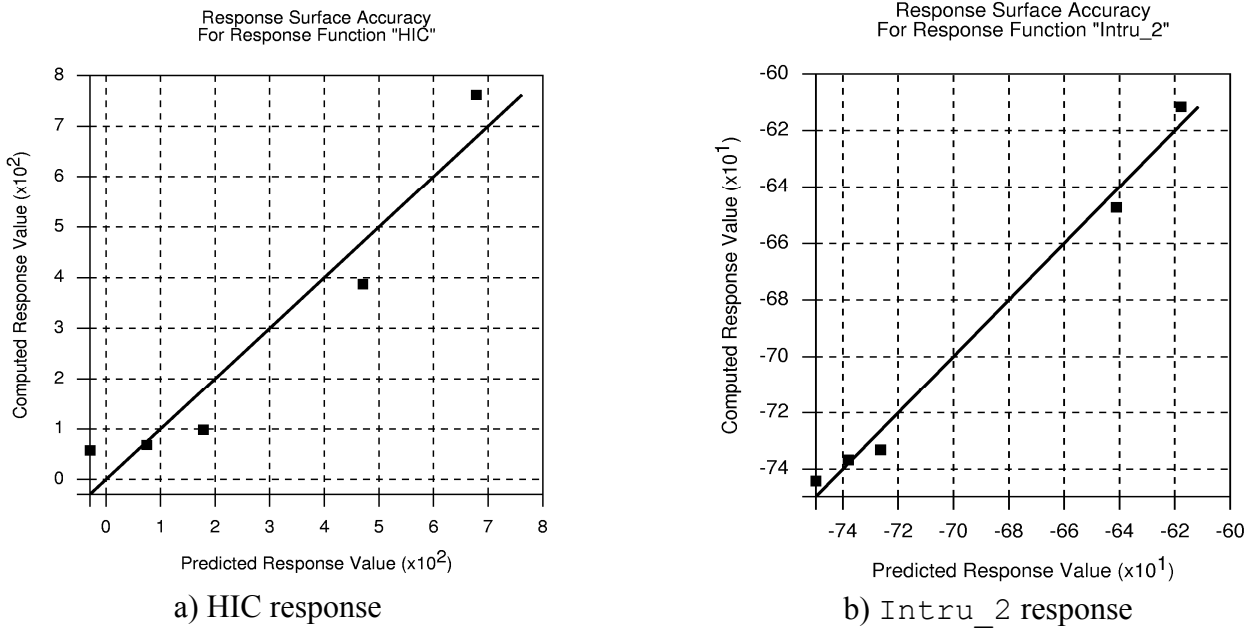 Response Surface Accuracy
For Response Function "HIC"
8
7
6
5
4
3
2
1
0
Computed Response Value (x10²)
0 1 2 3 4 5 6 7 8
Predicted Response Value (x10²)
a) HIC response
Response Surface Accuracy
For Response Function "Intru_2"
-60
-62
-64
-66
-68
-70
-72
-74
Computed Response Value (x10¹)
-74 -72 -70 -68 -66 -64 -62 -60
Predicted Response Value (x10¹)
b) Intru_2 response